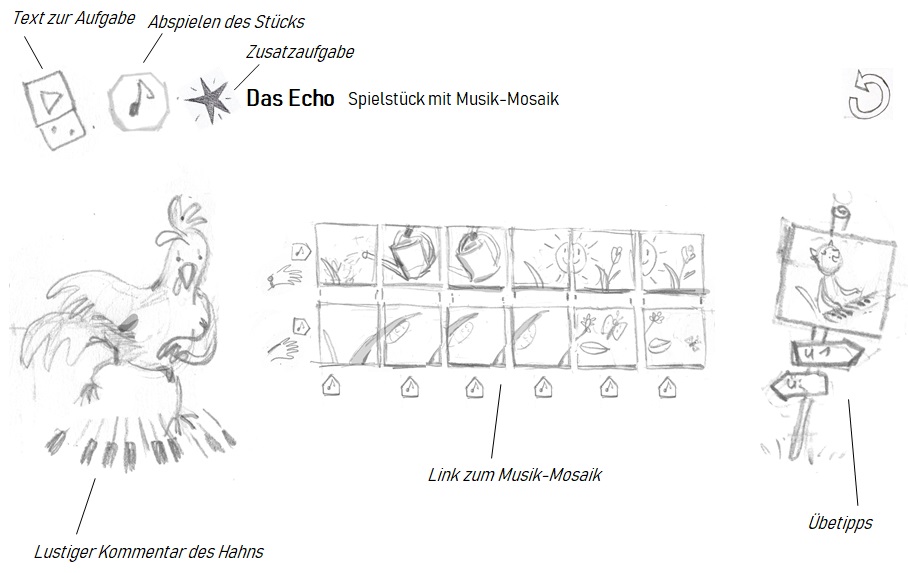 Text zur Aufgabe
Abspielen des Stücks
Zusatzaufgabe
Das Echo Spielstück mit Musik-Mosaik
Ü 1
Link zum Musik-Mosaik
Übetipps
Lustiger Kommentar des Hahns